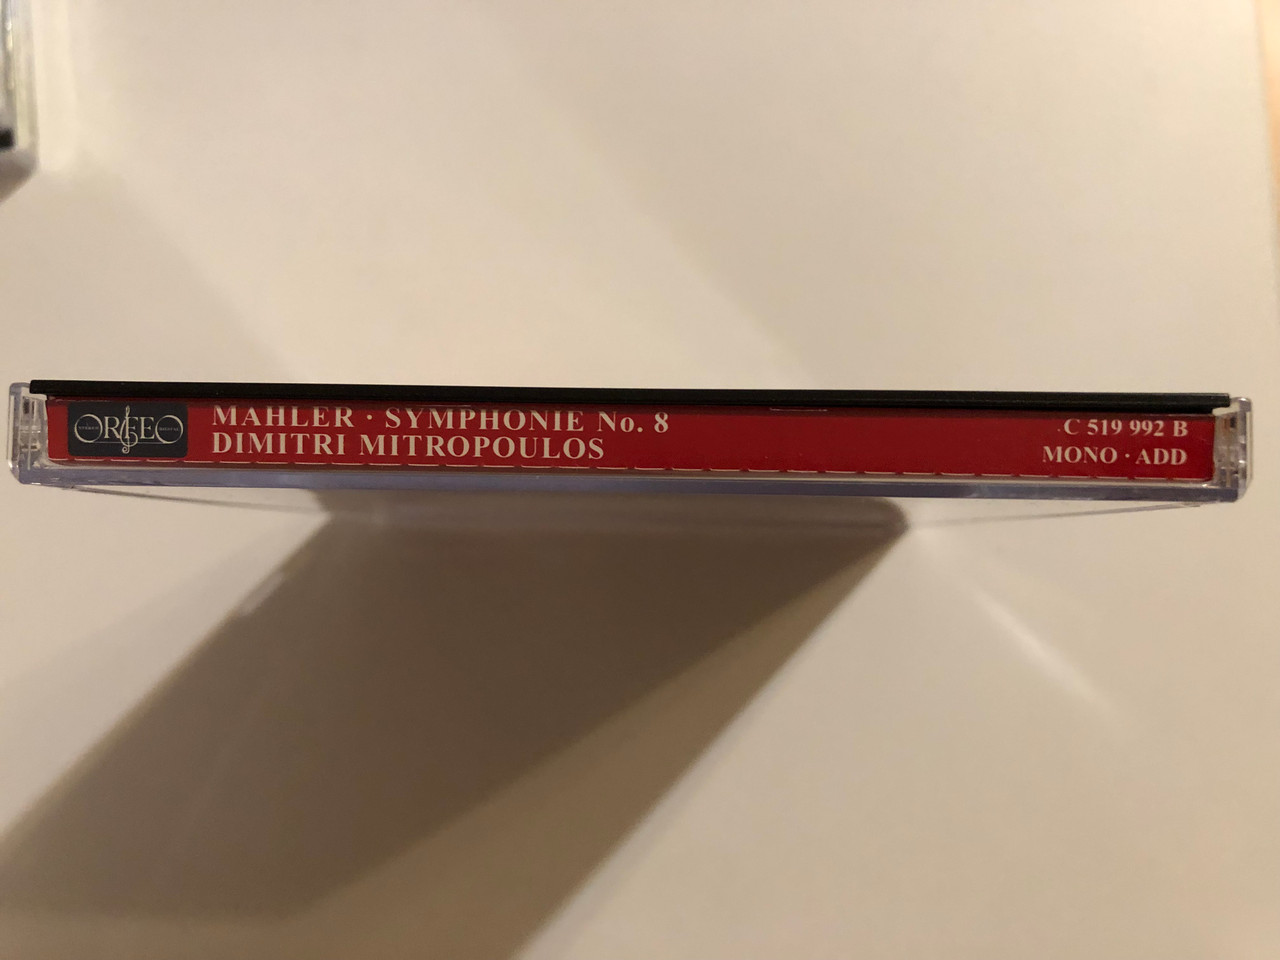 ORFEO
MAHLER · SYMPHONIE No. 8
DIMITRI MITROPOULOS
C 519 992 B
MONO · ADD